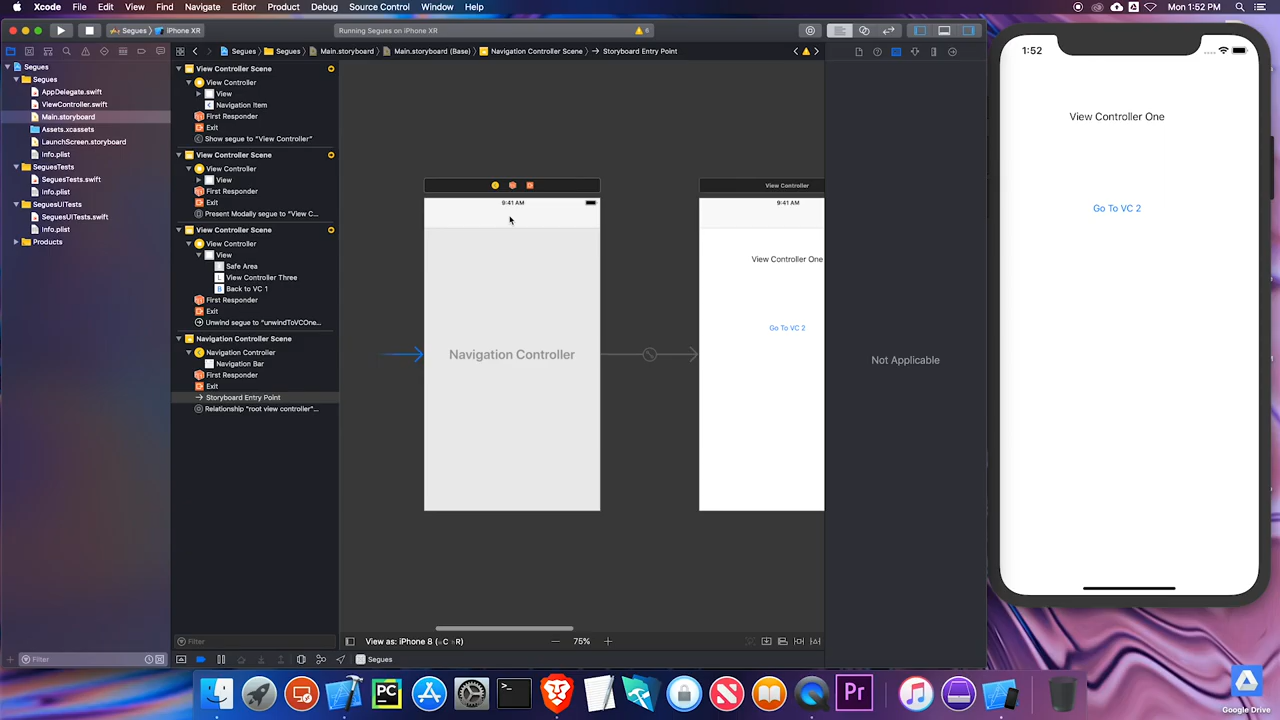 Xcode File Edit View Find Navigate Editor Product Debug Source Control Window Help
Mon 1:52 PM
Segues iPhone XR
Running Segues on iPhone XR
6
Segues Segues Main.storyboard Main.storyboard (Base) Navigation Controller Scene Storyboard Entry Point
Segues
Segues
AppDelegate.swift
ViewController.swift
Main.storyboard
Assets.xcassets
LaunchScreen.storyboard
Info.plist
SeguesTests
SeguesTests.swift
Info.plist
SeguesUITests
SeguesUITests.swift
Info.plist
Products
Filter
View Controller Scene
View Controller
View
Navigation Item
First Responder
Exit
Show segue to "View Controller"
View Controller Scene
View Controller
View
First Responder
Exit
Present Modally segue to "View C...
View Controller Scene
View Controller
View
Safe Area
L View Controller Three
B Back to VC 1
First Responder
Exit
Unwind segue to "unwindToVCOne...
Navigation Controller Scene
Navigation Controller
Navigation Bar
First Responder
Exit
Storyboard Entry Point
Relationship "root view controller"...
Filter
9:41 AM
Navigation Controller
View Controller
9:41 AM
View Controller One
Go To VC 2
View as: iPhone 8 (wC hR)
75%
Segues
Not Applicable
1:52
View Controller One
Go To VC 2
PC
Pr
Google Drive